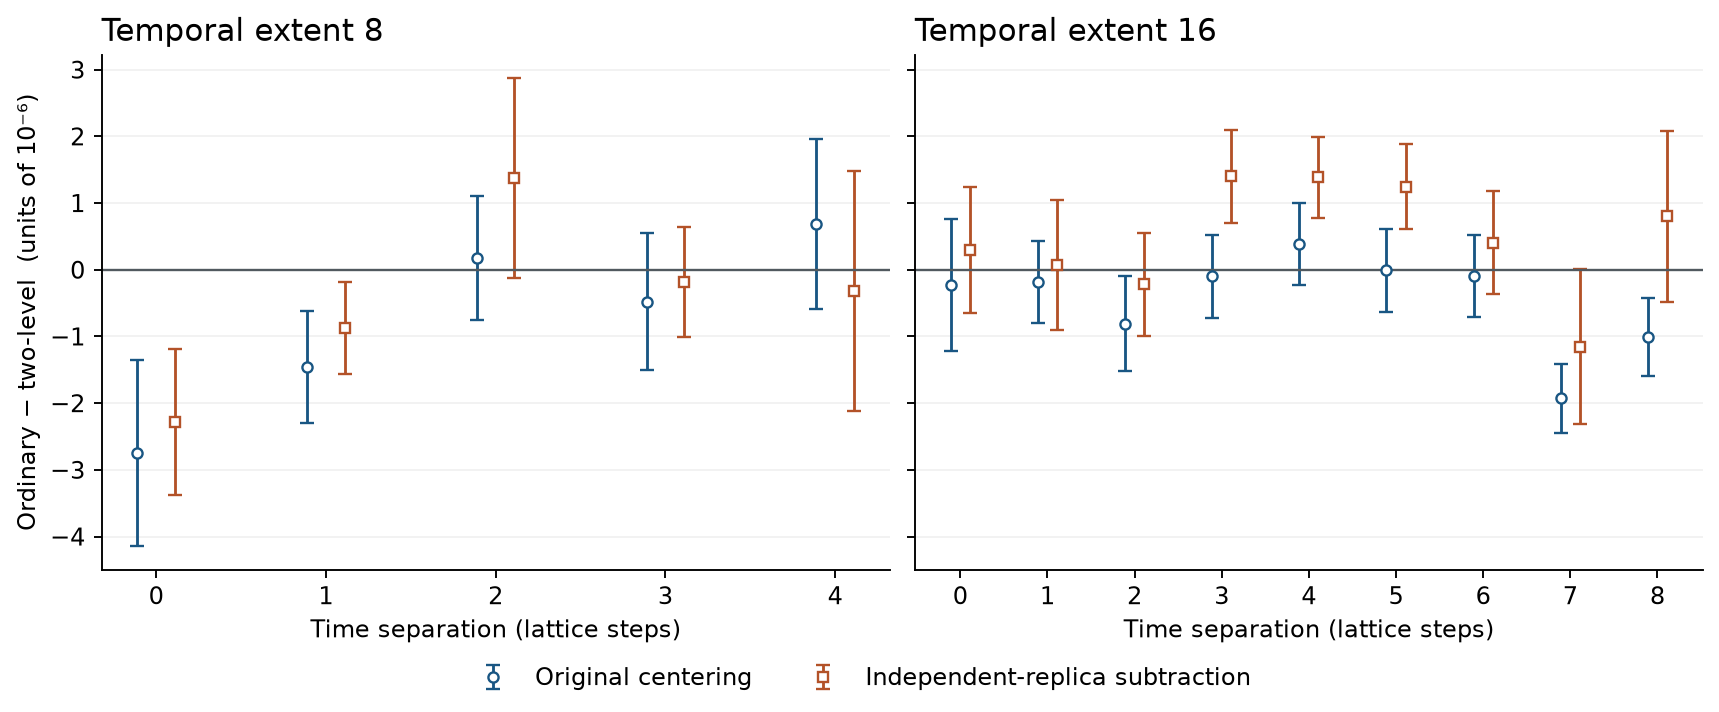 Temporal extent 8
Temporal extent 16
Ordinary − two-level (units of 10⁻⁶)
3
2
1
0
−1
−2
−3
−4
0 1 2 3 4
0 1 2 3 4 5 6 7 8
Time separation (lattice steps)
Time separation (lattice steps)
Original centering
Independent-replica subtraction